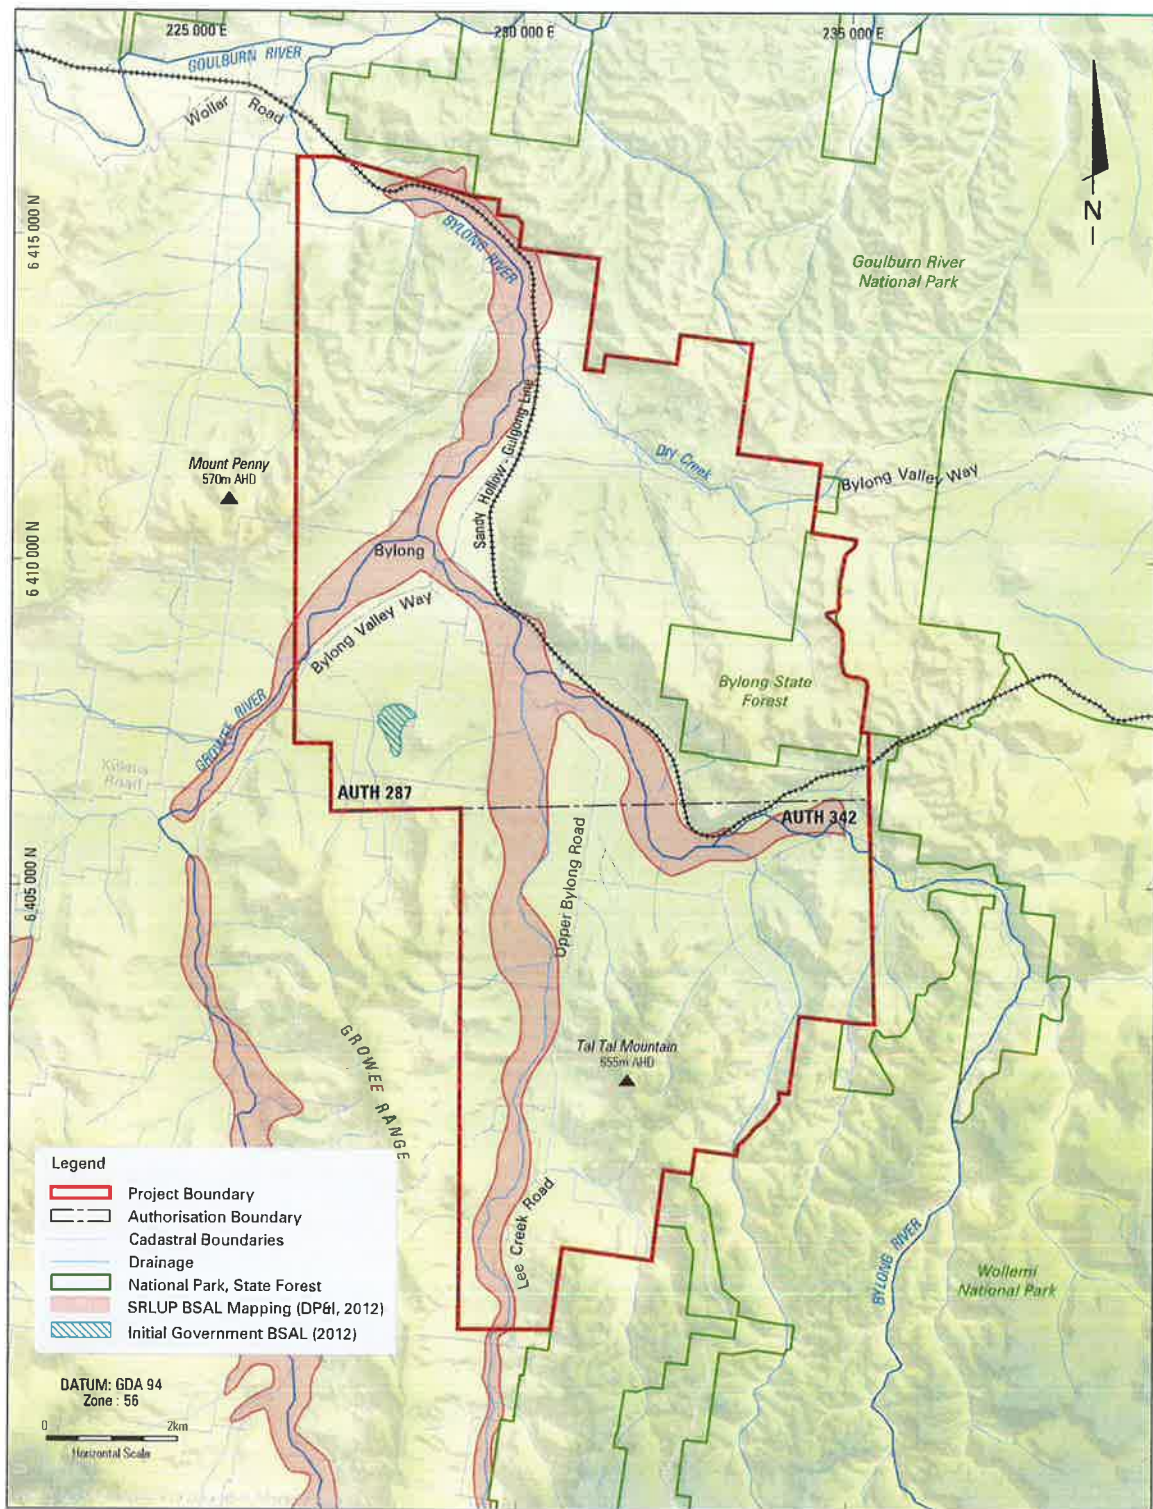 225 000 E
230 000 E
235 000 E
GOULBURN RIVER
Wollar Road
6 415 000 N
BYLONG RIVER
N
Goulburn River
National Park
Sandy Hollow - Gulgong Line
Mount Penny
570m AHD
Dry Creek
Bylong Valley Way
6 410 000 N
Bylong
Bylong Valley Way
Bylong State
Forest
GROWEE RIVER
Road
AUTH 287
AUTH 342
6 405 000 N
Upper Bylong Road
GROWEE RANGE
Tal Tal Mountain
655m AHD
Lee Creek Road
BYLONG RIVER
Wollemi
National Park
Legend
Project Boundary
Authorisation Boundary
Cadastral Boundaries
Drainage
National Park, State Forest
SRLUP BSAL Mapping (DP&I, 2012)
Initial Government BSAL (2012)
DATUM: GDA 94
Zone : 56
0 2km
Horizontal Scale